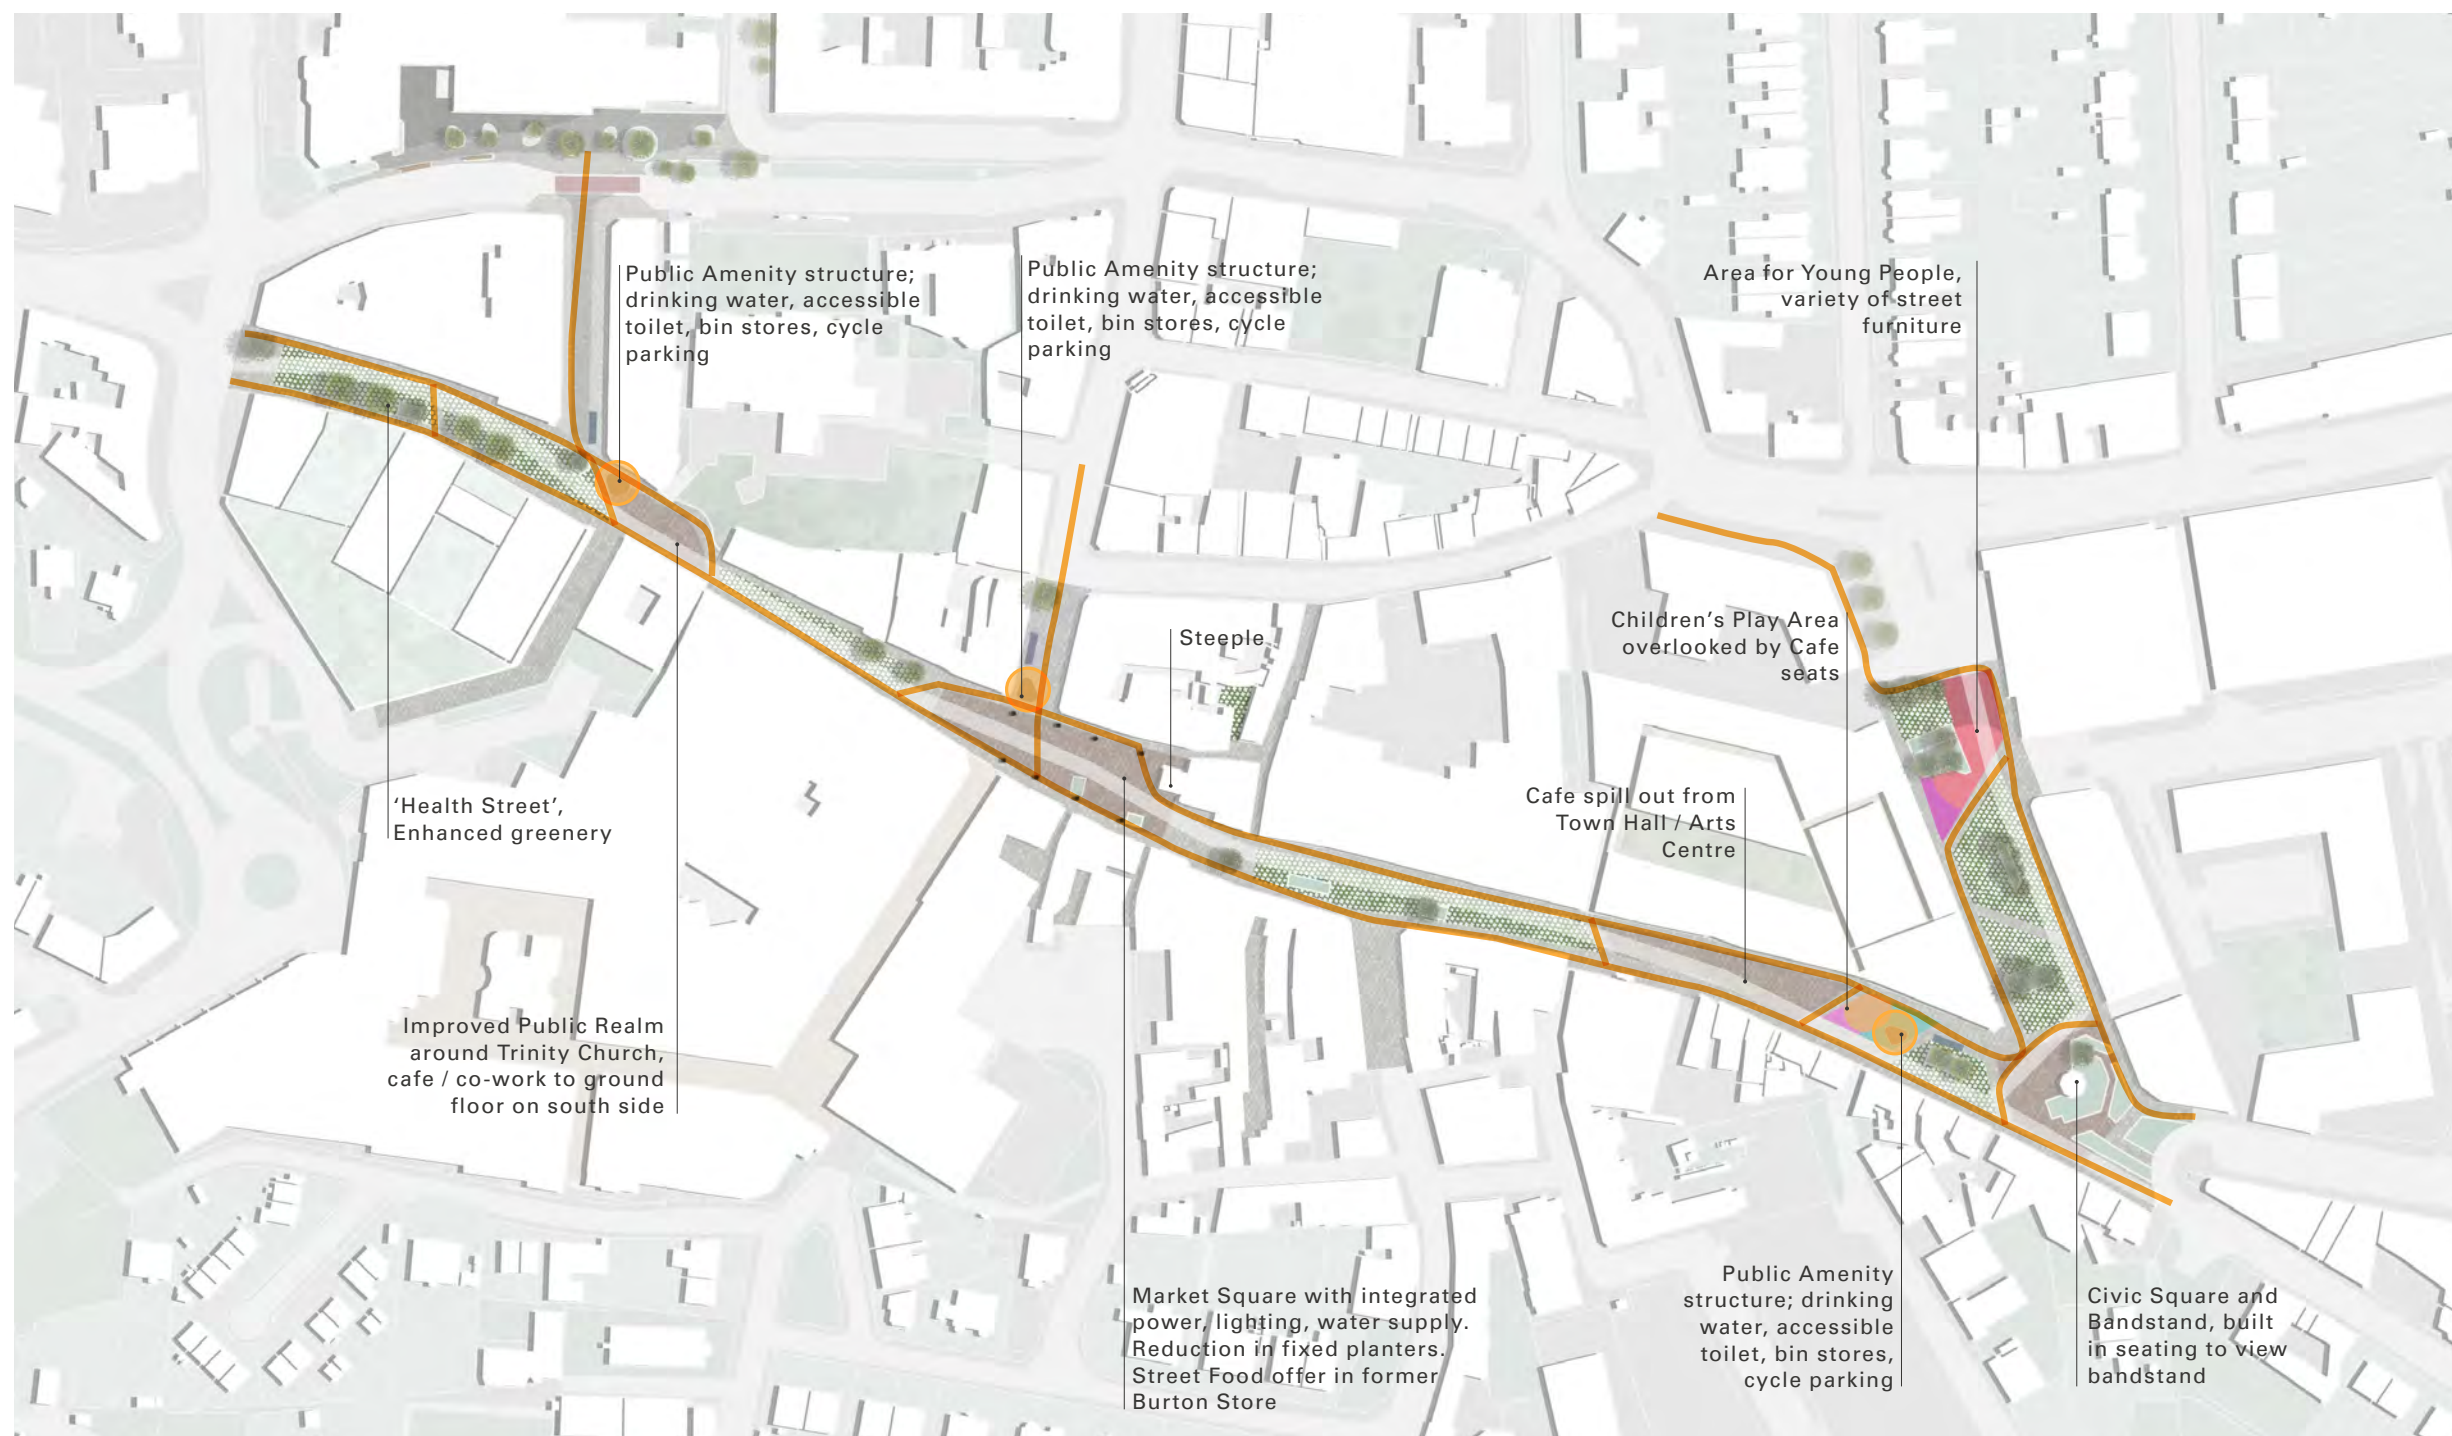 Public Amenity structure;
drinking water, accessible
toilet, bin stores, cycle
parking
Public Amenity structure;
drinking water, accessible
toilet, bin stores, cycle
parking
Area for Young People,
variety of street
furniture
Steeple
Children’s Play Area
overlooked by Cafe
seats
‘Health Street’,
Enhanced greenery
Cafe spill out from
Town Hall / Arts
Centre
Improved Public Realm
around Trinity Church,
cafe / co-work to ground
floor on south side
Market Square with integrated
power, lighting, water supply.
Reduction in fixed planters.
Street Food offer in former
Burton Store
Public Amenity
structure; drinking
water, accessible
toilet, bin stores,
cycle parking
Civic Square and
Bandstand, built
in seating to view
bandstand